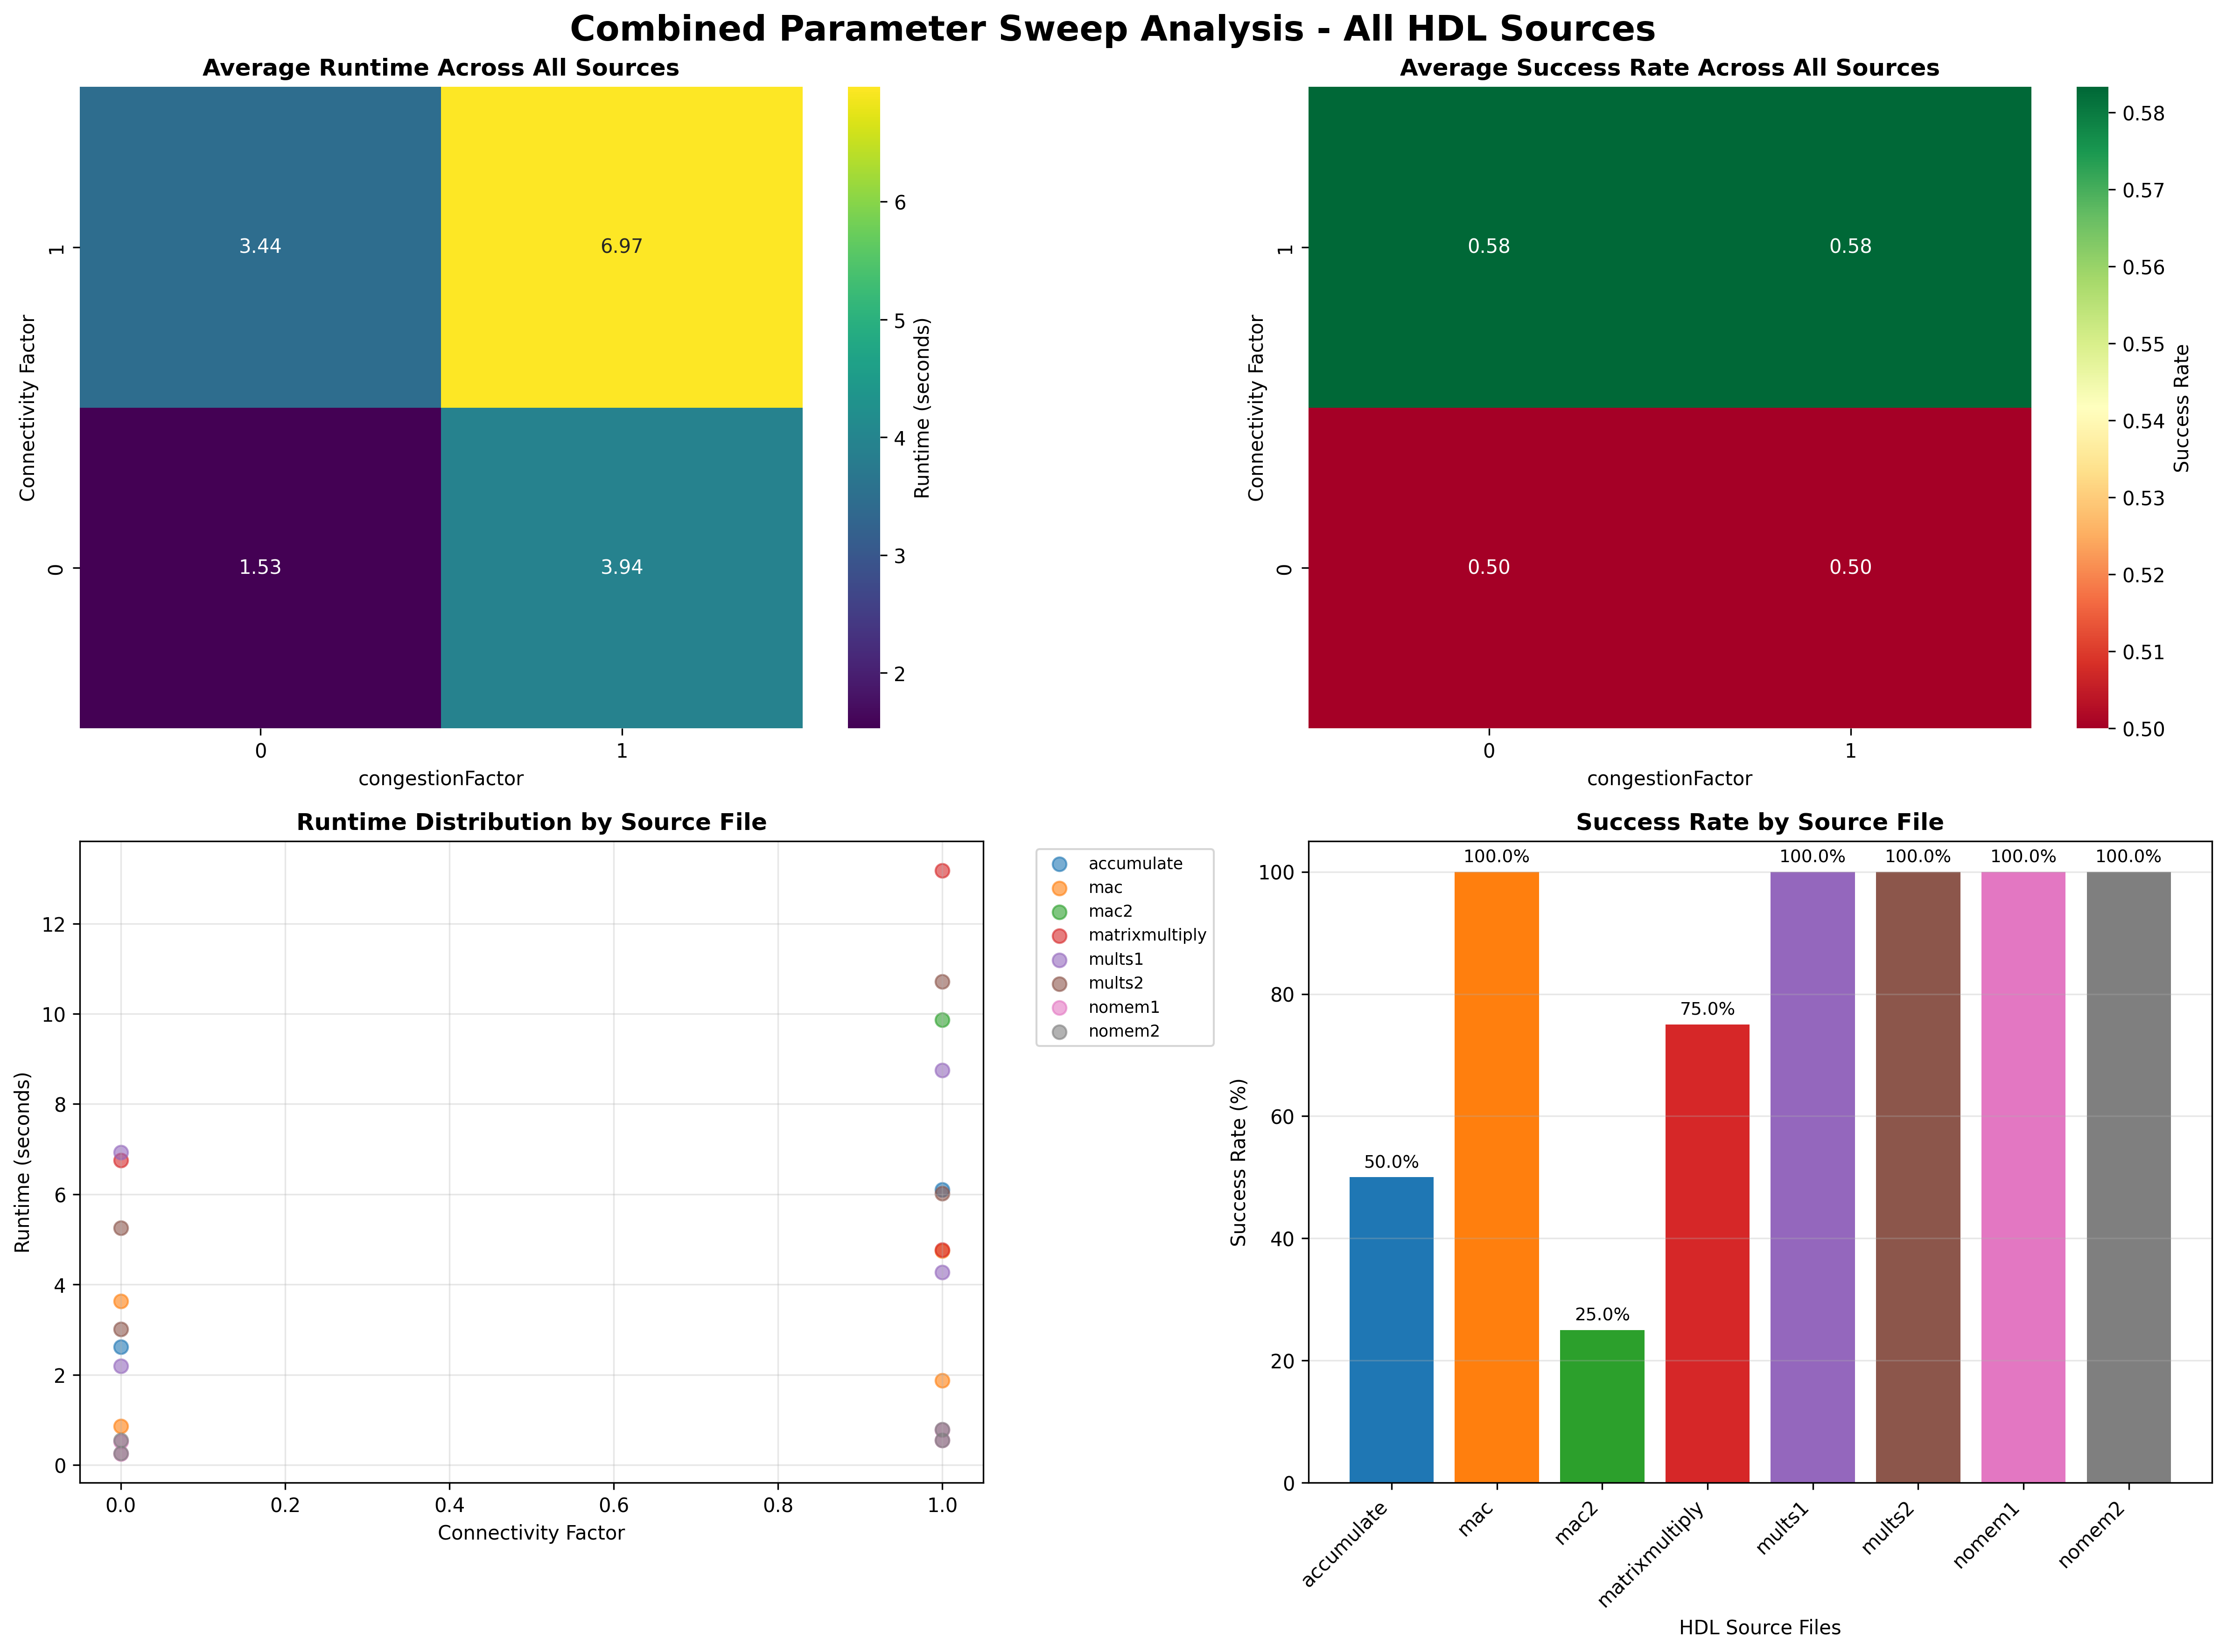 Combined Parameter Sweep Analysis - All HDL Sources
Average Runtime Across All Sources
Connectivity Factor
1
0
3.44
6.97
1.53
3.94
0
1
congestionFactor
6
5
4
3
2
Runtime (seconds)
Average Success Rate Across All Sources
Connectivity Factor
1
0
0.58
0.58
0.50
0.50
0
1
congestionFactor
0.58
0.57
0.56
0.55
0.54
0.53
0.52
0.51
0.50
Success Rate
Runtime Distribution by Source File
Runtime (seconds)
12
10
8
6
4
2
0
0.0
0.2
0.4
0.6
0.8
1.0
Connectivity Factor
accumulate
mac
mac2
matrixmultiply
mults1
mults2
nomem1
nomem2
Success Rate by Source File
Success Rate (%)
100
80
60
40
20
0
50.0%
100.0%
25.0%
75.0%
100.0%
100.0%
100.0%
100.0%
accumulate
mac
mac2
matrixmultiply
mults1
mults2
nomem1
nomem2
HDL Source Files